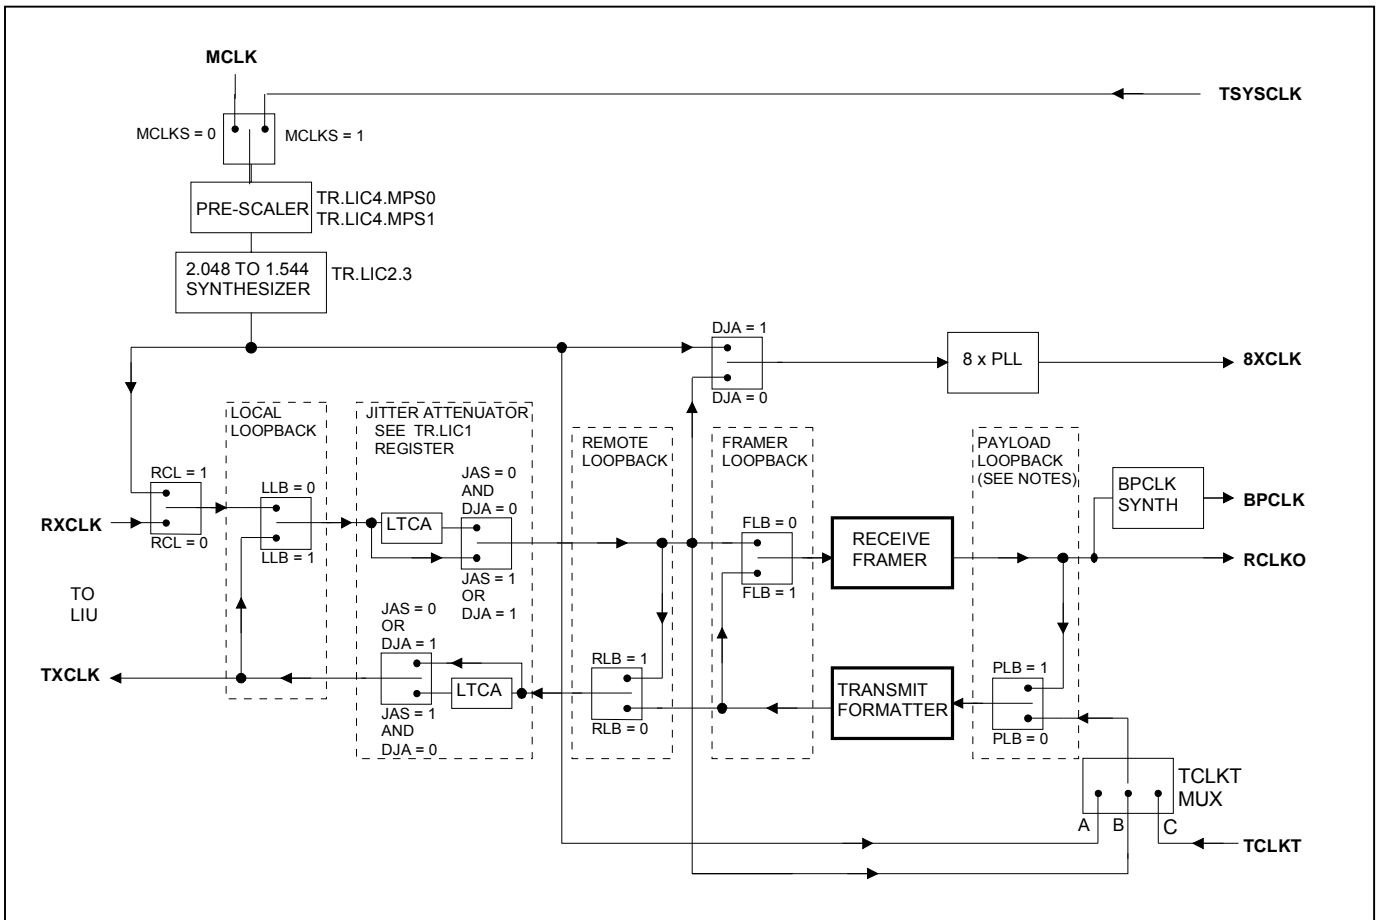 MCLK
TSYSCLK
MCLKS = 0
MCLKS = 1
PRE-SCALER
TR.LIC4.MPS0
TR.LIC4.MPS1
2.048 TO 1.544
SYNTHESIZER
TR.LIC2.3
DJA = 1
8 x PLL
8XCLK
DJA = 0
LOCAL
LOOPBACK
JITTER ATTENUATOR
SEE TR.LIC1
REGISTER
REMOTE
LOOPBACK
FRAMER
LOOPBACK
PAYLOAD
LOOPBACK
(SEE NOTES)
RCL = 1
LLB = 0
JAS = 0
AND
DJA = 0
BPCLK
SYNTH
BPCLK
RXCLK
LTCA
FLB = 0
RECEIVE
FRAMER
RCL = 0
LLB = 1
JAS = 1
OR
DJA = 1
FLB = 1
RCLKO
TO
LIU
JAS = 0
OR
DJA = 1
RLB = 1
PLB = 1
TXCLK
LTCA
TRANSMIT
FORMATTER
JAS = 1
AND
DJA = 0
RLB = 0
PLB = 0
TCLKT
MUX
A
B
C
TCLKT